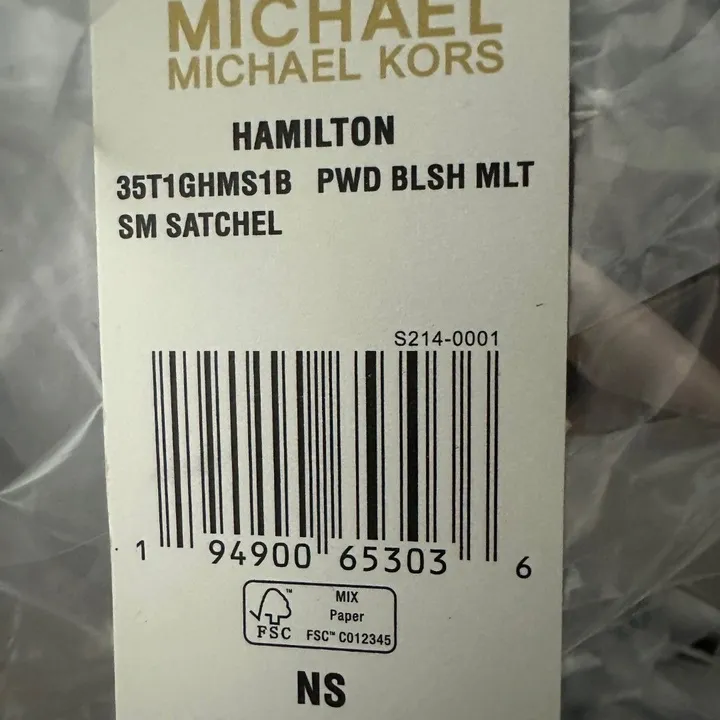 MICHAEL
MICHAEL KORS
HAMILTON
35T1GHMS1B PWD BLSH MLT
SM SATCHEL
S214-0001
1 94900 65303 6
MIX
Paper
FSC™ C012345
FSC
NS